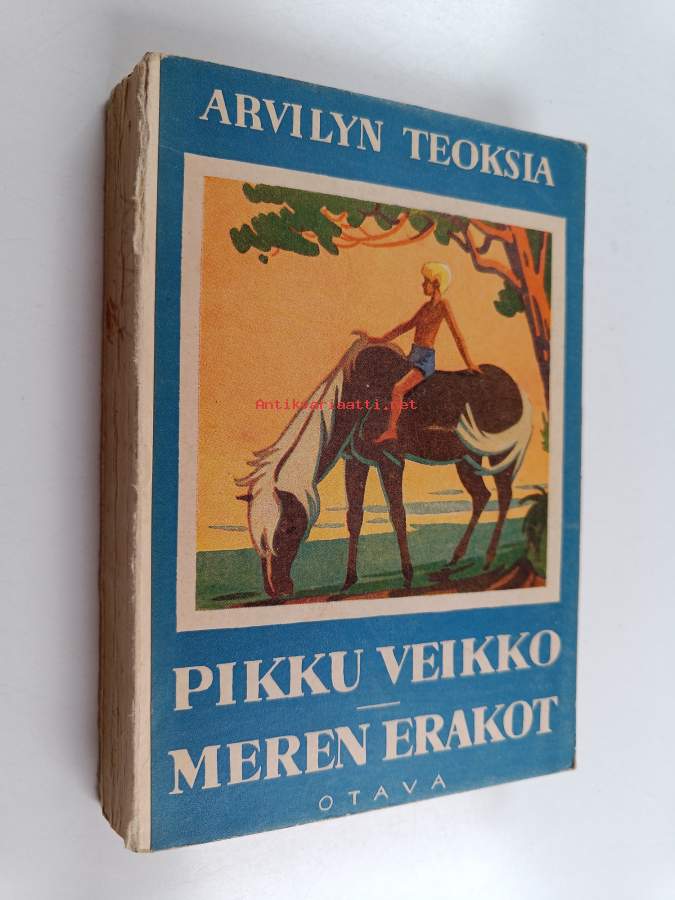 ARVILYN TEOKSIA
Antikvariaatti.net
PIKKU VEIKKO
MEREN ERAKOT
OTAVA